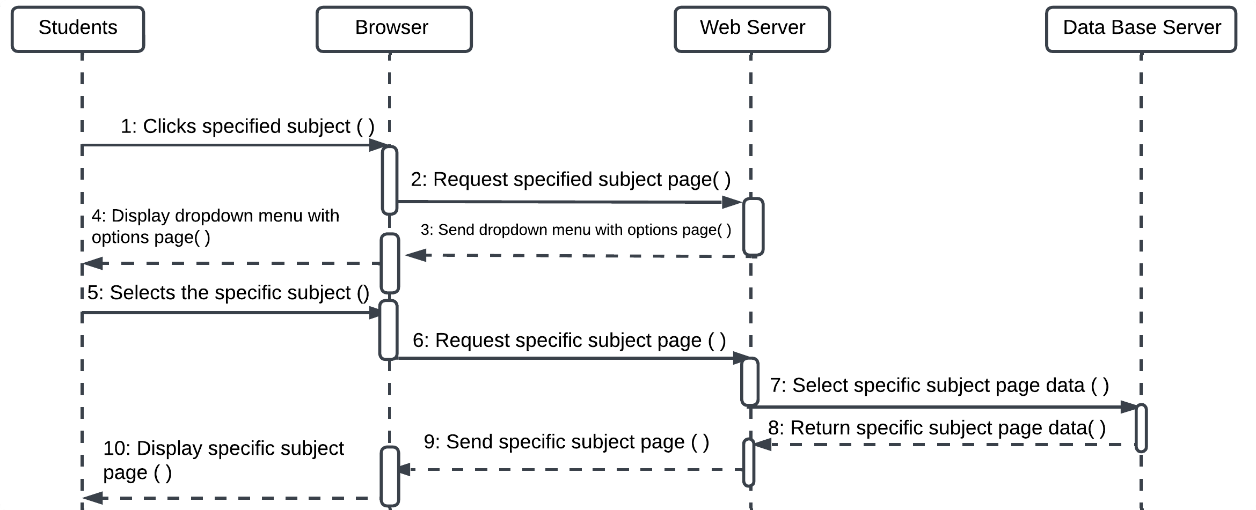 Students
Browser
Web Server
Data Base Server
1: Clicks specified subject ( )
2: Request specified subject page( )
3: Send dropdown menu with options page( )
4: Display dropdown menu with
options page( )
5: Selects the specific subject ()
6: Request specific subject page ( )
7: Select specific subject page data ( )
8: Return specific subject page data( )
9: Send specific subject page ( )
10: Display specific subject
page ( )